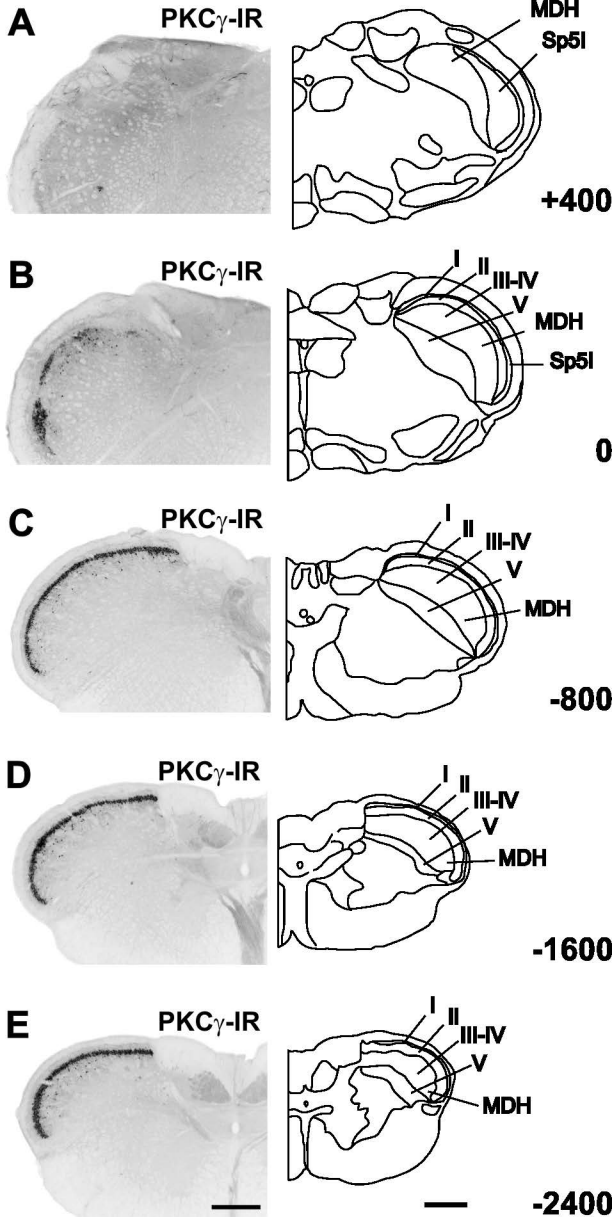 A
PKCγ-IR
MDH
Sp5I
+400
B
PKCγ-IR
I
II
III-IV
V
MDH
Sp5I
0
C
PKCγ-IR
I
II
III-IV
V
MDH
-800
D
PKCγ-IR
I
II
III-IV
V
MDH
-1600
E
PKCγ-IR
I
II
III-IV
V
MDH
-2400